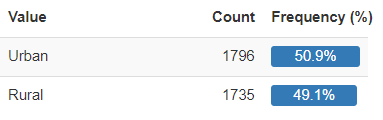 Value Count Frequency (%)
Urban 1796 50.9%
Rural 1735 49.1%